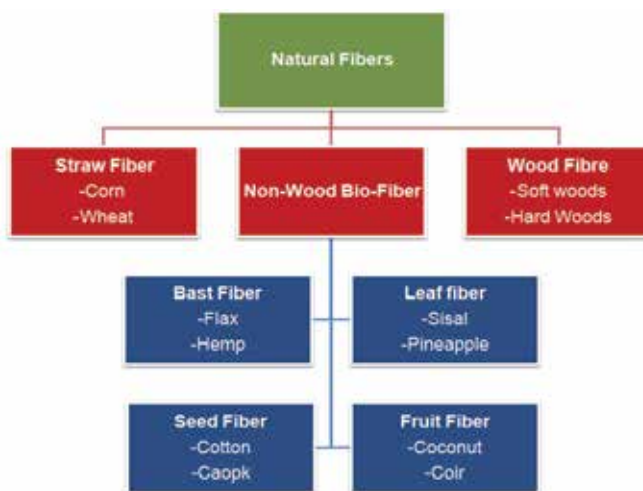 Natural Fibers
Straw Fiber
-Corn
-Wheat
Non-Wood Bio-Fiber
Wood Fibre
-Soft woods
-Hard Woods
Bast Fiber
-Flax
-Hemp
Leaf fiber
-Sisal
-Pineapple
Seed Fiber
-Cotton
-Caopk
Fruit Fiber
-Coconut
-Coir